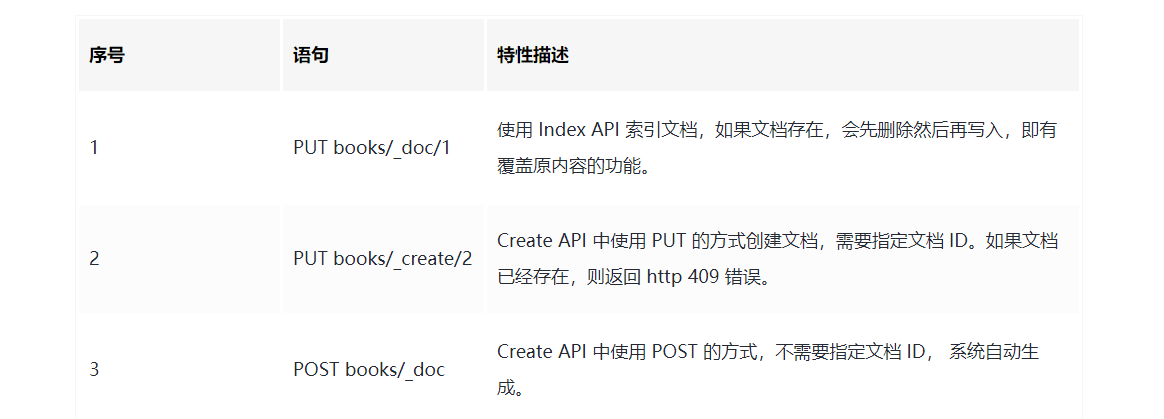 序号 语句 特性描述
1 PUT books/_doc/1 使用 Index API 索引文档，如果文档存在，会先删除然后再写入，即有
覆盖原内容的功能。
2 PUT books/_create/2 Create API 中使用 PUT 的方式创建文档，需要指定文档 ID。如果文档
已经存在，则返回 http 409 错误。
3 POST books/_doc Create API 中使用 POST 的方式，不需要指定文档 ID， 系统自动生
成。